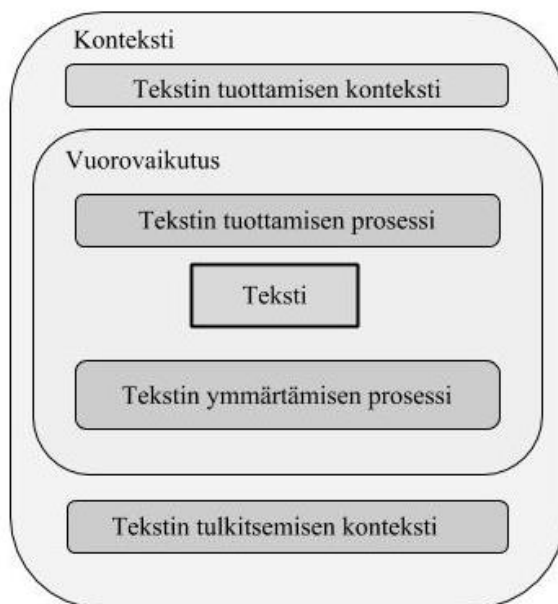 Konteksti
Tekstin tuottamisen konteksti
Vuorovaikutus
Tekstin tuottamisen prosessi
Teksti
Tekstin ymmärtämisen prosessi
Tekstin tulkitsemisen konteksti